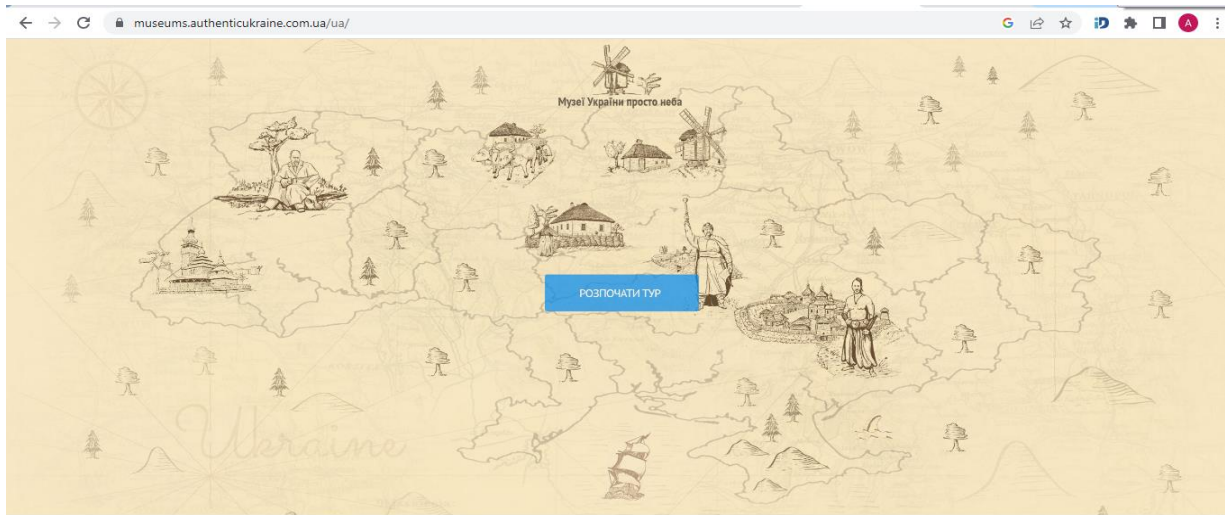 museums.authenticukraine.com.ua/ua/
Музеї України просто неба
РОЗПОЧАТИ ТУР
Ukraine